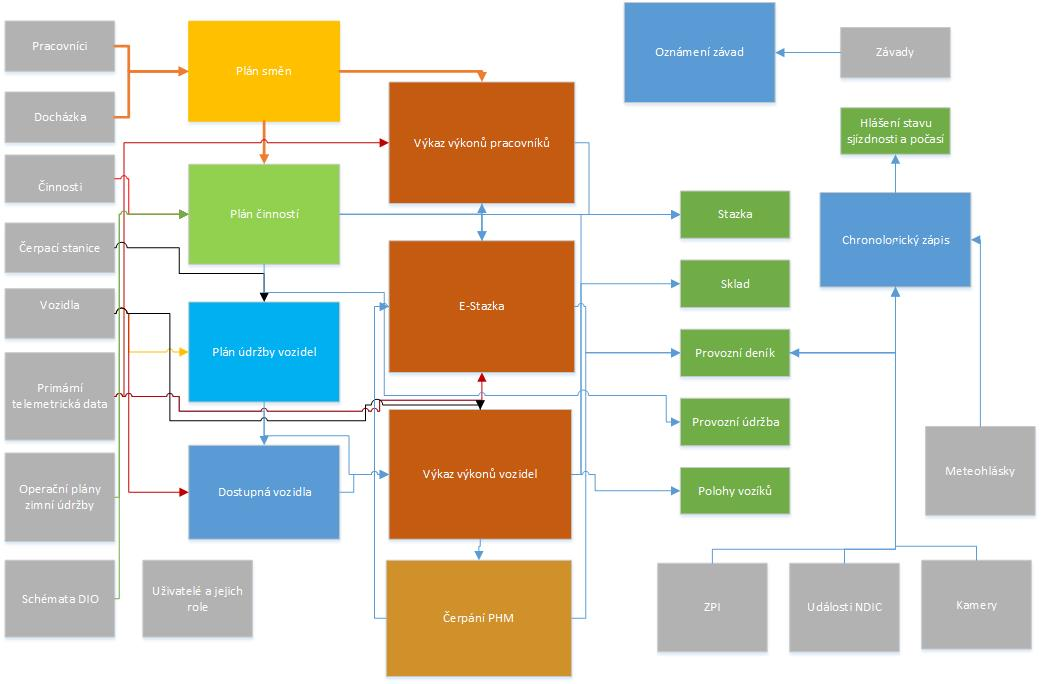 Pracovníci
Docházka
Činnosti
Čerpací stanice
Vozidla
Primární
telemetrická data
Operační plány
zimní údržby
Schémata DIO
Uživatelé a jejich
role
Plán směn
Plán činností
Plán údržby vozidel
Dostupná vozidla
Výkaz výkonů pracovníků
E-Stazka
Výkaz výkonů vozidel
Čerpání PHM
Oznámení závad
Závady
Hlášení stavu
sjízdnosti a počasí
Chronologický zápis
Stazka
Sklad
Provozní deník
Provozní údržba
Polohy vozíků
Meteohlásky
ZPI
Události NDIC
Kamery